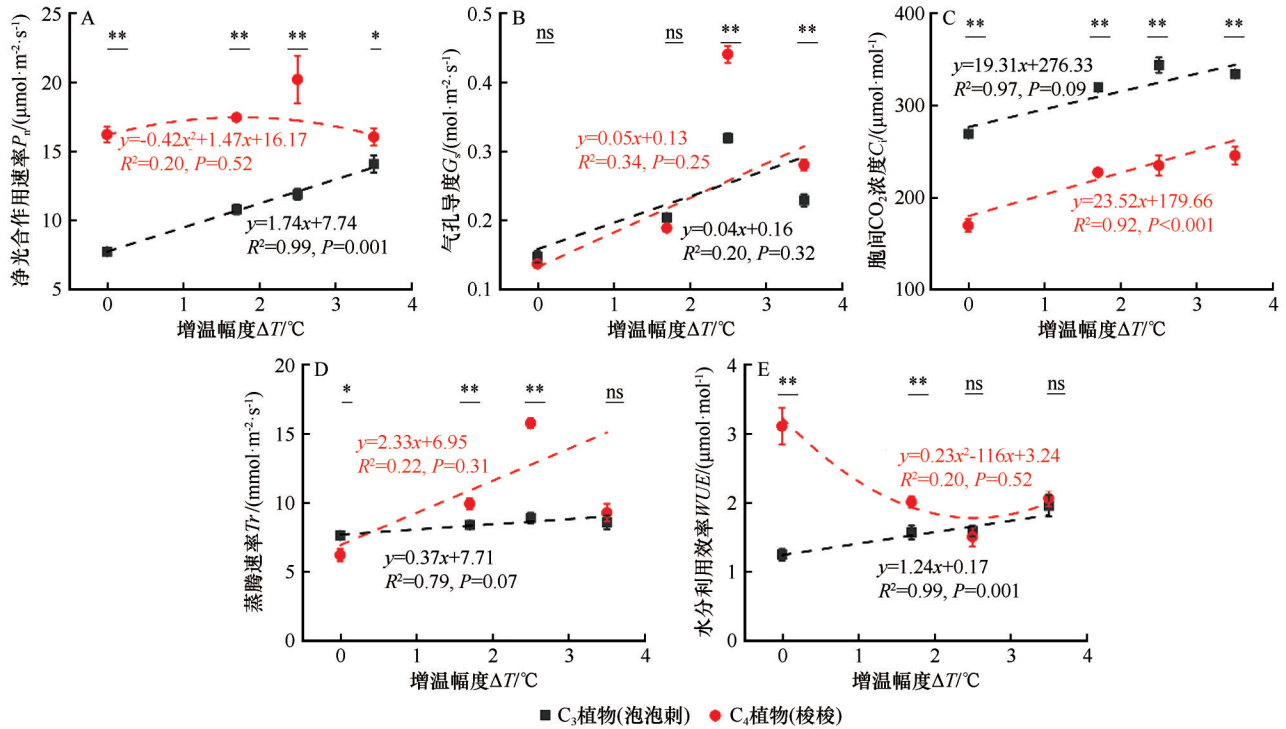 A
** ** ** *
25
20
15
10
5
净光合作用速率Pn/(μmol·m-2·s-1)
y=-0.42x2+1.47x+16.17
R2=0.20, P=0.52
y=1.74x+7.74
R2=0.99, P=0.001
0 1 2 3 4
增温幅度ΔT/℃
B
ns ns ** **
0.5
0.4
0.3
0.2
0.1
气孔导度Gs/(mol·m-2·s-1)
y=0.05x+0.13
R2=0.34, P=0.25
y=0.04x+0.16
R2=0.20, P=0.32
0 1 2 3 4
增温幅度ΔT/℃
C
** ** ** **
400
300
200
100
胞间CO2浓度Ci/(μmol·mol-1)
y=19.31x+276.33
R2=0.97, P=0.09
y=23.52x+179.66
R2=0.92, P<0.001
0 1 2 3 4
增温幅度ΔT/℃
D
* ** ** ns
20
15
10
5
0
蒸腾速率Tr/(mmol·m-2·s-1)
y=2.33x+6.95
R2=0.22, P=0.31
y=0.37x+7.71
R2=0.79, P=0.07
0 1 2 3 4
增温幅度ΔT/℃
E
** ** ns ns
4
3
2
1
0
水分利用效率WUE/(μmol·mol-1)
y=0.23x2-116x+3.24
R2=0.20, P=0.52
y=1.24x+0.17
R2=0.99, P=0.001
0 1 2 3 4
增温幅度ΔT/℃
C3植物(泡泡刺) C4植物(梭梭)